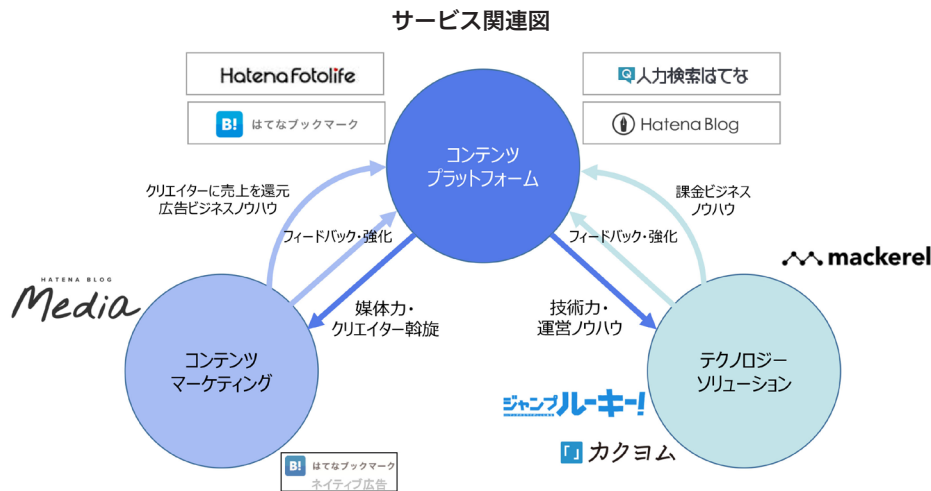 サービス関連図
Hatena Fotolife
人力検索はてな
B! はてなブックマーク
Hatena Blog
コンテンツ
プラットフォーム
クリエイターに売上を還元
広告ビジネスノウハウ
課金ビジネス
ノウハウ
フィードバック・強化
フィードバック・強化
mackerel
HATENA BLOG
Media
媒体力・
クリエイター斡旋
技術力・
運営ノウハウ
コンテンツ
マーケティング
テクノロジー
ソリューション
ジャンプルーキー!
「」カクヨム
B! はてなブックマーク
ネイティブ広告